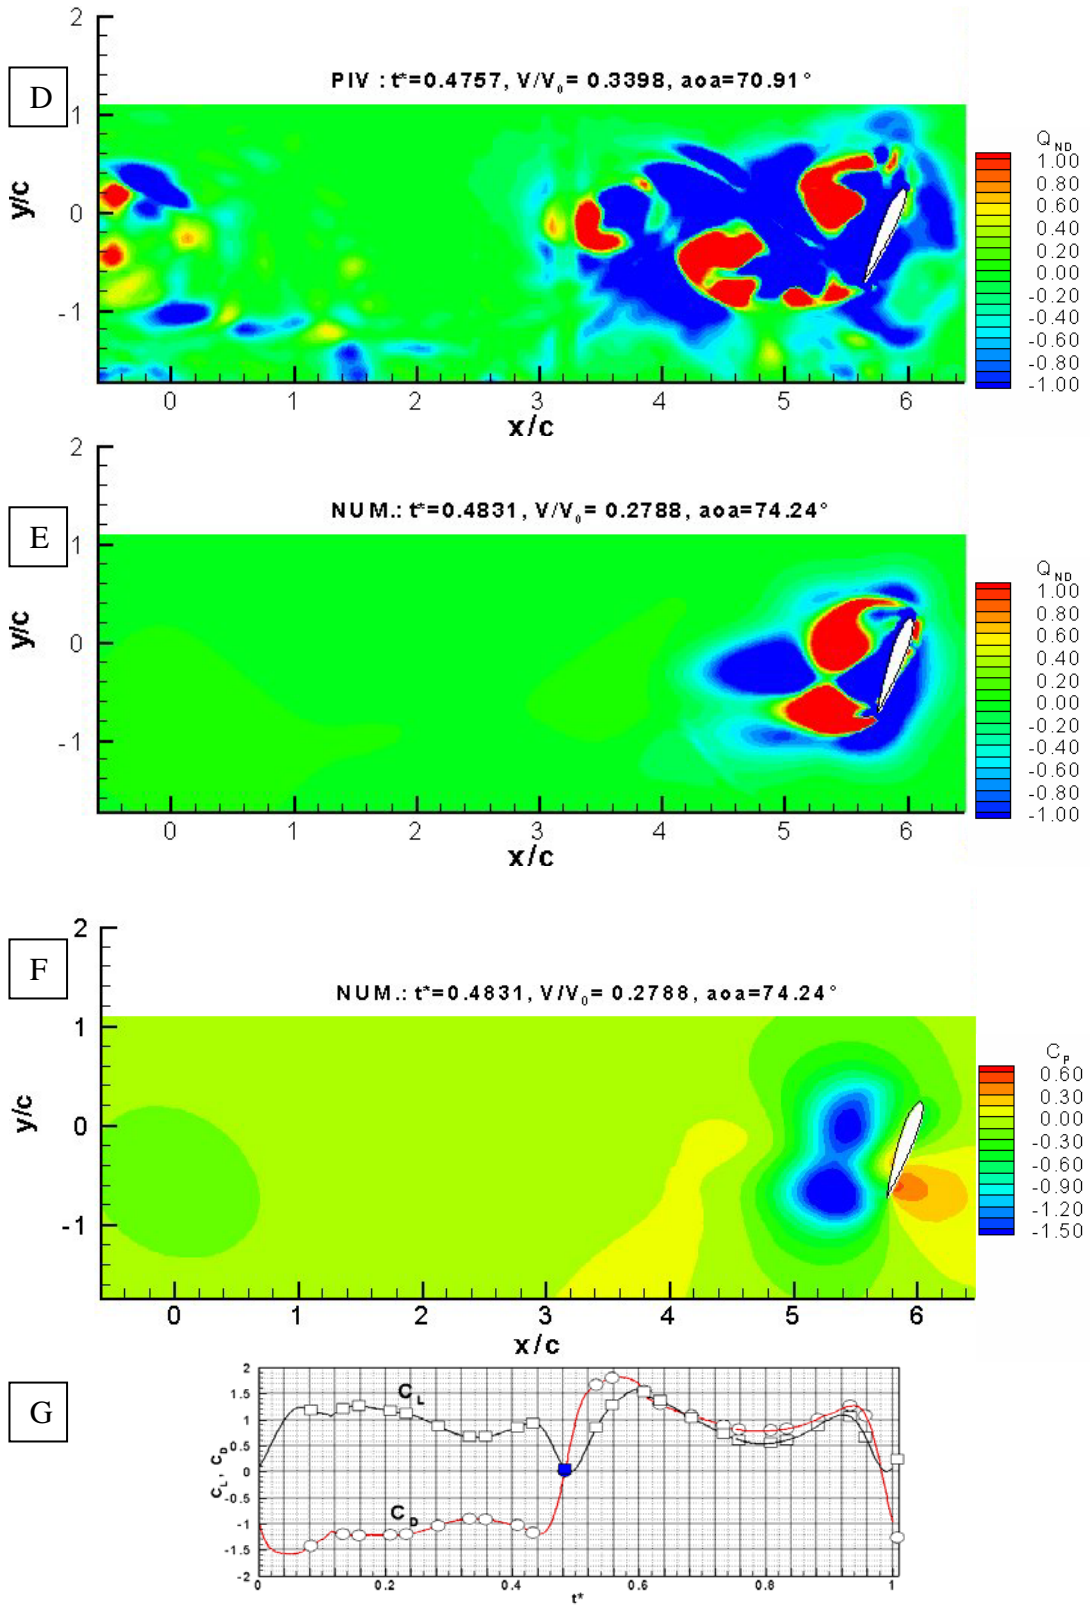 D
PIV : t*=0.4757, V/V0= 0.3398, aoa=70.91°
2
1
0
-1
y/c
0 1 2 3 4 5 6
x/c
QND
1.00
0.80
0.60
0.40
0.20
0.00
-0.20
-0.40
-0.60
-0.80
-1.00
E
NUM.: t*=0.4831, V/V0= 0.2788, aoa=74.24°
2
1
0
-1
y/c
0 1 2 3 4 5 6
x/c
QND
1.00
0.80
0.60
0.40
0.20
0.00
-0.20
-0.40
-0.60
-0.80
-1.00
F
NUM.: t*=0.4831, V/V0= 0.2788, aoa=74.24°
2
1
0
-1
y/c
0 1 2 3 4 5 6
x/c
CP
0.60
0.30
0.00
-0.30
-0.60
-0.90
-1.20
-1.50
G
2
1.5
1
0.5
0
-0.5
-1
-1.5
-2
CL, CD
CL
CD
0 0.2 0.4 0.6 0.8 1
t*